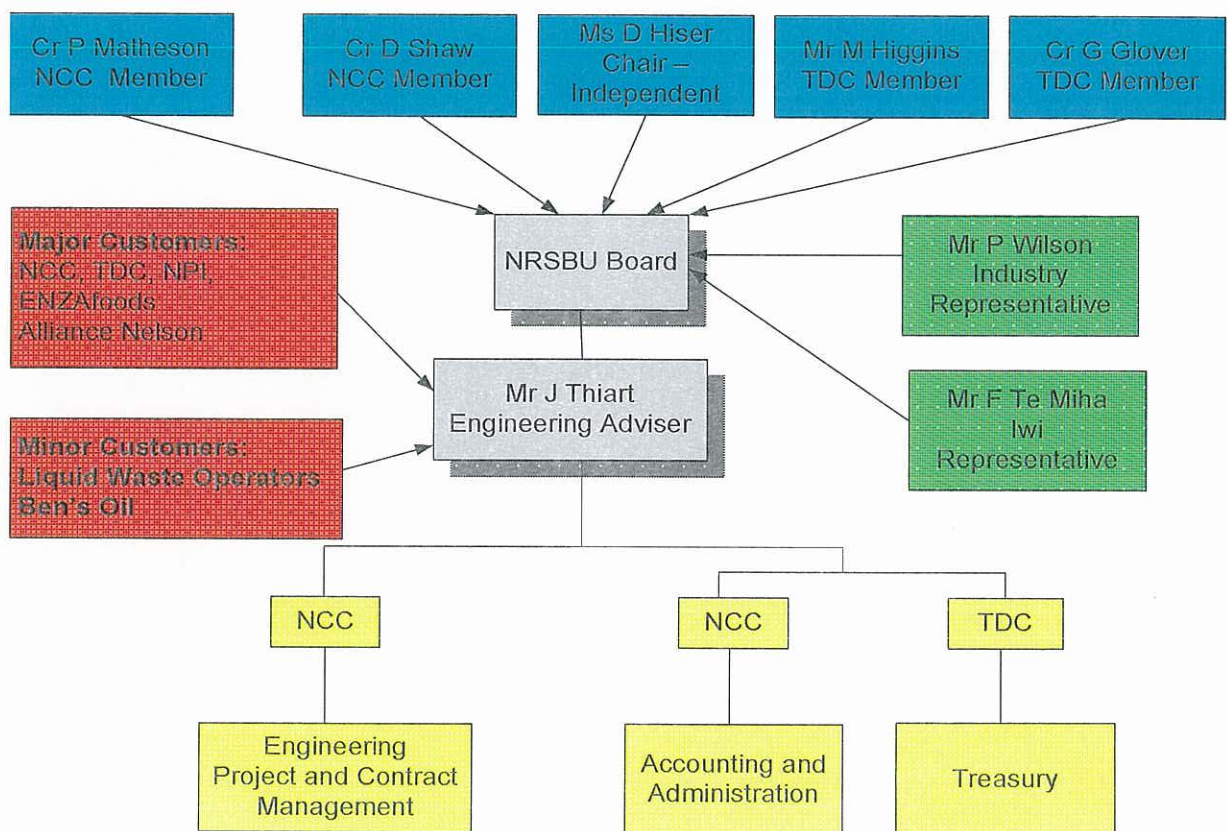 Cr P Matheson
NCC Member
Cr D Shaw
NCC Member
Ms D Hiser
Chair –
Independent
Mr M Higgins
TDC Member
Cr G Glover
TDC Member
Major Customers:
NCC, TDC, NPI,
ENZAfoods
Alliance Nelson
NRSBU Board
Mr P Wilson
Industry
Representative
Mr J Thiart
Engineering Adviser
Mr F Te Miha
Iwi
Representative
Minor Customers:
Liquid Waste Operators
Ben's Oil
NCC
NCC
TDC
Engineering
Project and Contract
Management
Accounting and
Administration
Treasury